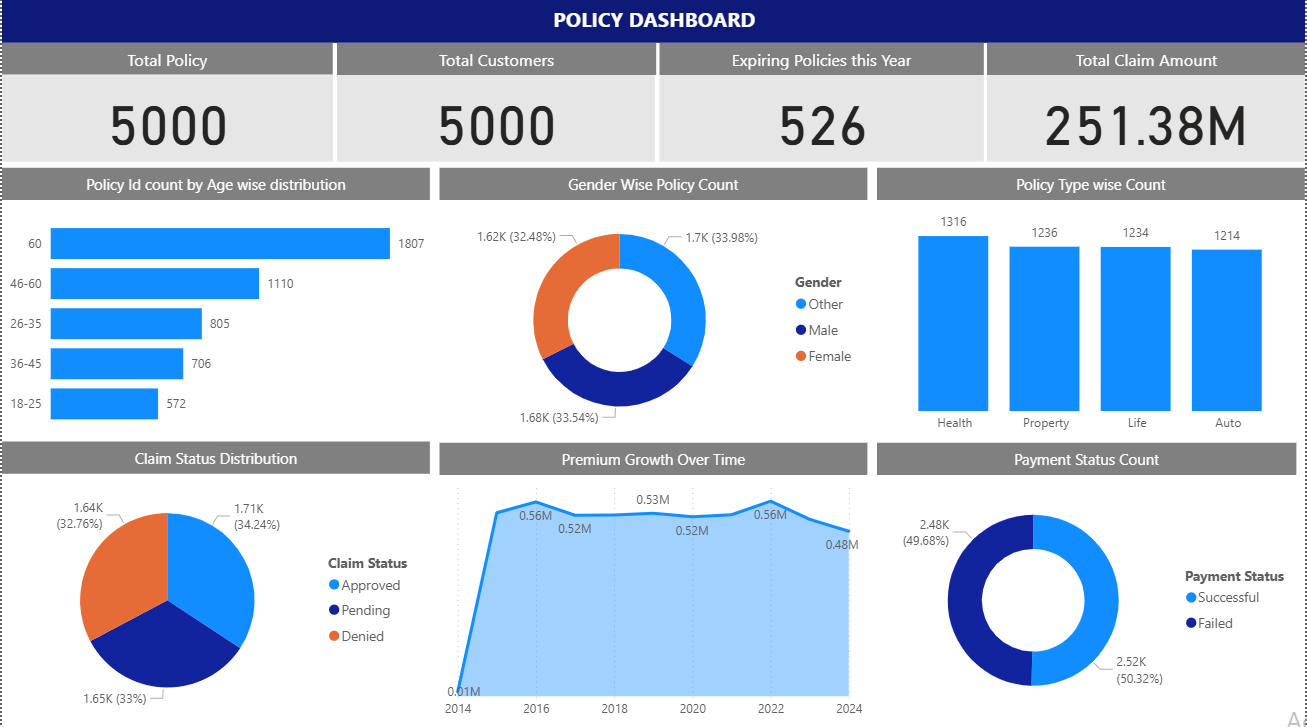 POLICY DASHBOARD
Total Policy
5000
Total Customers
5000
Expiring Policies this Year
526
Total Claim Amount
251.38M
Policy Id count by Age wise distribution
60
1807
46-60
1110
26-35
805
36-45
706
18-25
572
Gender Wise Policy Count
1.62K (32.48%)
1.7K (33.98%)
1.68K (33.54%)
Gender
Other
Male
Female
Policy Type wise Count
1316
1236
1234
1214
Health
Property
Life
Auto
Claim Status Distribution
1.64K
(32.76%)
1.71K
(34.24%)
1.65K (33%)
Claim Status
Approved
Pending
Denied
Premium Growth Over Time
0.01M
0.56M
0.52M
0.53M
0.52M
0.56M
0.48M
2014
2016
2018
2020
2022
2024
Payment Status Count
2.48K
(49.68%)
2.52K
(50.32%)
Payment Status
Successful
Failed